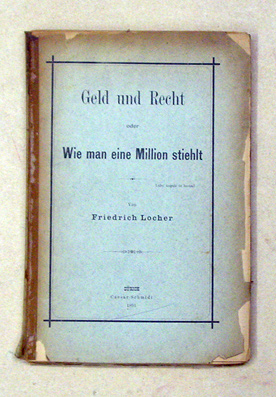 Geld und Recht
oder
Wie man eine Million stiehlt
Von
Friedrich Locher
ZÜRICH
Caesar Schmidt